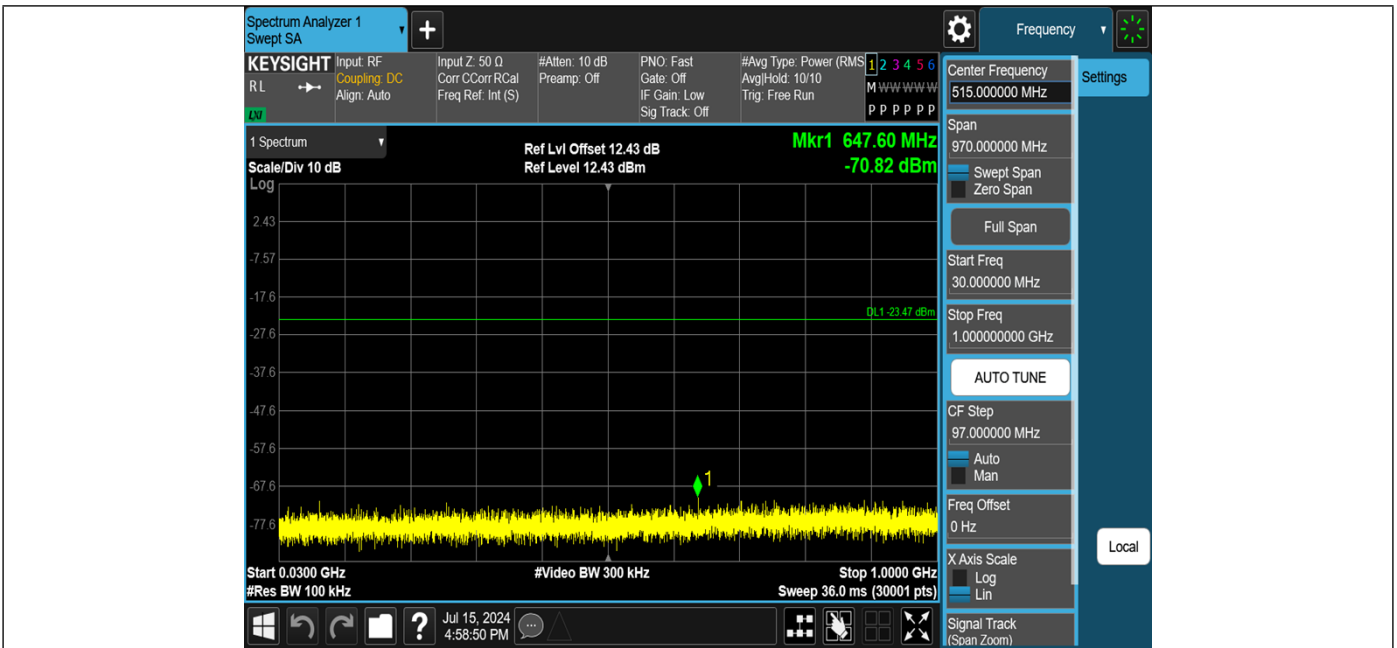 Spectrum Analyzer 1
Swept SA
+
Frequency
KEYSIGHT
R L
LXI
Input: RF
Coupling: DC
Align: Auto
Input Z: 50 Ω
Corr CCorr RCal
Freq Ref: Int (S)
#Atten: 10 dB
Preamp: Off
PNO: Fast
Gate: Off
IF Gain: Low
Sig Track: Off
#Avg Type: Power (RMS
Avg|Hold: 10/10
Trig: Free Run
1 2 3 4 5 6
M W W W W W
P P P P P P
1 Spectrum
Scale/Div 10 dB
Ref Lvl Offset 12.43 dB
Ref Level 12.43 dBm
Mkr1 647.60 MHz
-70.82 dBm
Log
2.43
-7.57
-17.6
DL1 -23.47 dBm
-27.6
-37.6
-47.6
-57.6
-67.6
1
-77.6
Start 0.0300 GHz
#Video BW 300 kHz
Stop 1.0000 GHz
#Res BW 100 kHz
Sweep 36.0 ms (30001 pts)
?
Jul 15, 2024
4:58:50 PM
Center Frequency
515.000000 MHz
Settings
Span
970.000000 MHz
Swept Span
Zero Span
Full Span
Start Freq
30.000000 MHz
Stop Freq
1.000000000 GHz
AUTO TUNE
CF Step
97.000000 MHz
Auto
Man
Freq Offset
0 Hz
Local
X Axis Scale
Log
Lin
Signal Track
(Span Zoom)